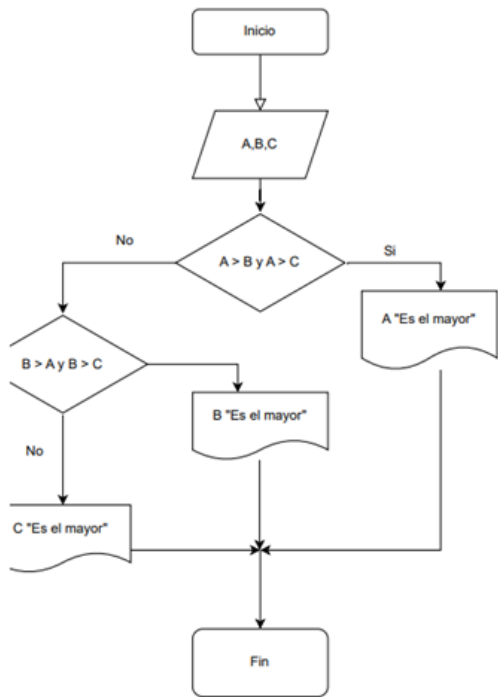 Inicio
A,B,C
No
A > B y A > C
Si
A "Es el mayor"
B > A y B > C
B "Es el mayor"
No
C "Es el mayor"
Fin